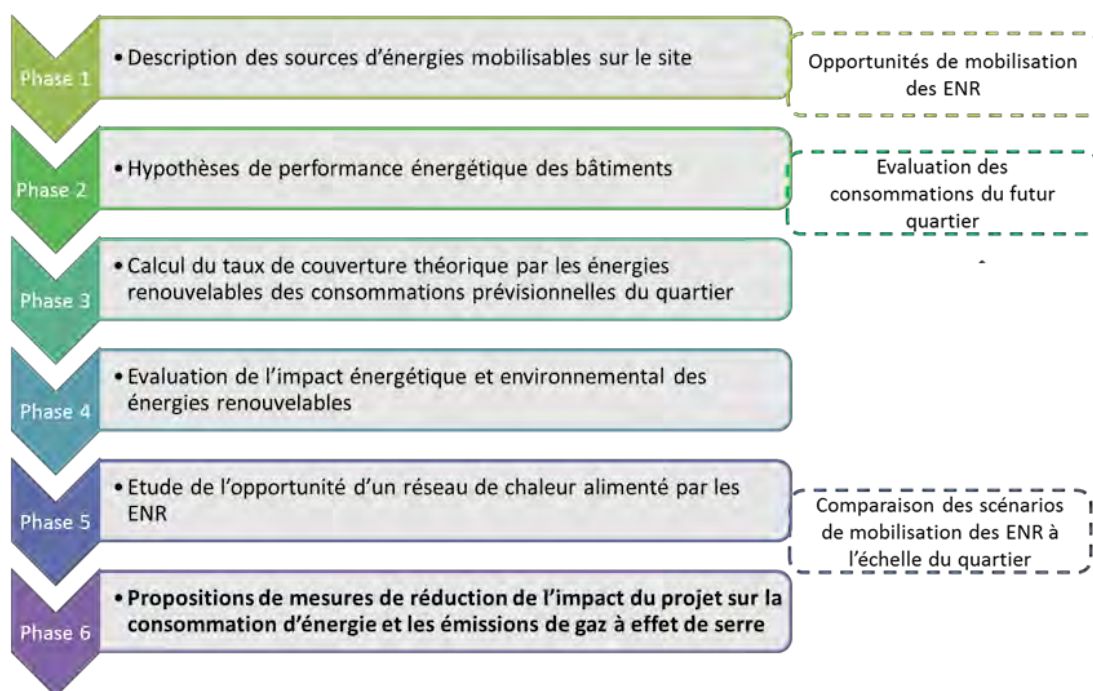 Phase 1
• Description des sources d'énergies mobilisables sur le site
Opportunités de mobilisation
des ENR
Phase 2
• Hypothèses de performance énergétique des bâtiments
Evaluation des
consommations du futur
quartier
Phase 3
• Calcul du taux de couverture théorique par les énergies
renouvelables des consommations prévisionnelles du quartier
Phase 4
• Evaluation de l'impact énergétique et environnemental des
énergies renouvelables
Phase 5
• Etude de l'opportunité d'un réseau de chaleur alimenté par les
ENR
Comparaison des scénarios
de mobilisation des ENR à
l'échelle du quartier
Phase 6
• Propositions de mesures de réduction de l'impact du projet sur la
consommation d'énergie et les émissions de gaz à effet de serre